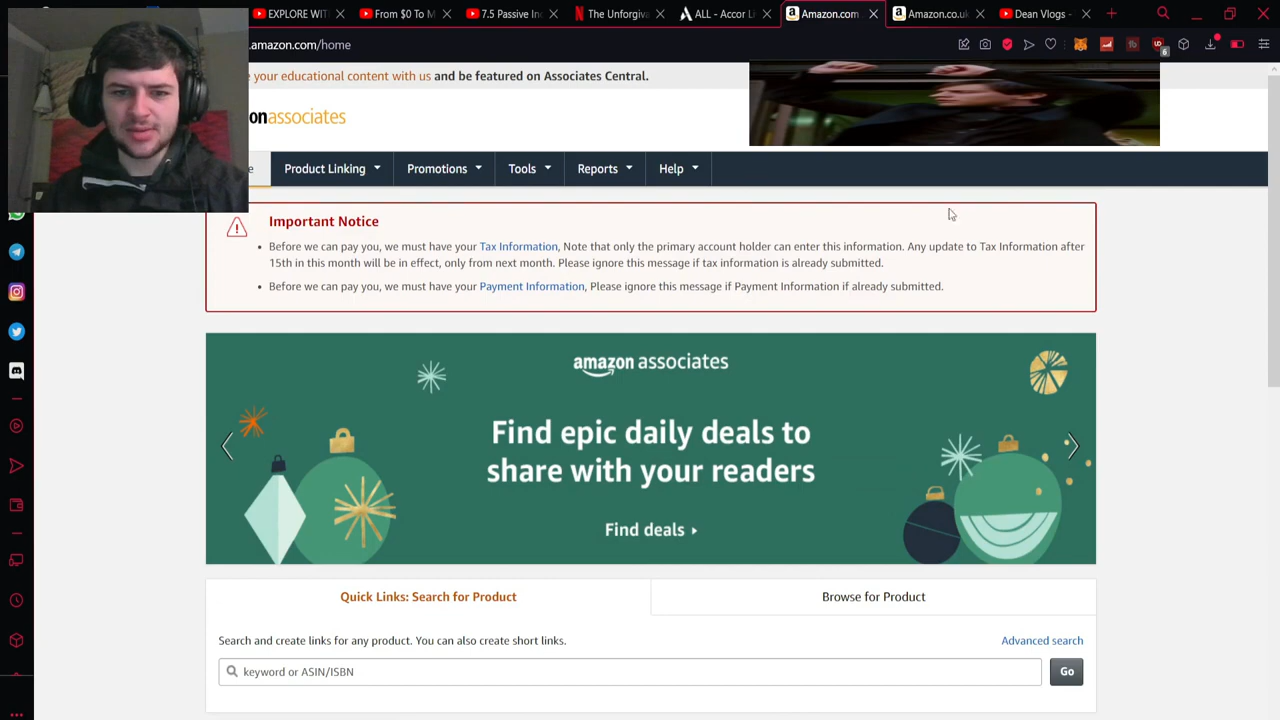 EXPLORE WIT
From $0 To M
7.5 Passive Inc
The Unforgiv
ALL - Accor Li
Amazon.com
Amazon.co.uk
Dean Vlogs -
.amazon.com/home
6
your educational content with us and be featured on Associates Central.
onassociates
Product Linking
Promotions
Tools
Reports
Help
Important Notice
Before we can pay you, we must have your Tax Information, Note that only the primary account holder can enter this information. Any update to Tax Information after
15th in this month will be in effect, only from next month. Please ignore this message if tax information is already submitted.
Before we can pay you, we must have your Payment Information, Please ignore this message if Payment Information if already submitted.
amazon associates
Find epic daily deals to
share with your readers
Find deals
Quick Links: Search for Product
Browse for Product
Search and create links for any product. You can also create short links.
Advanced search
keyword or ASIN/ISBN
Go